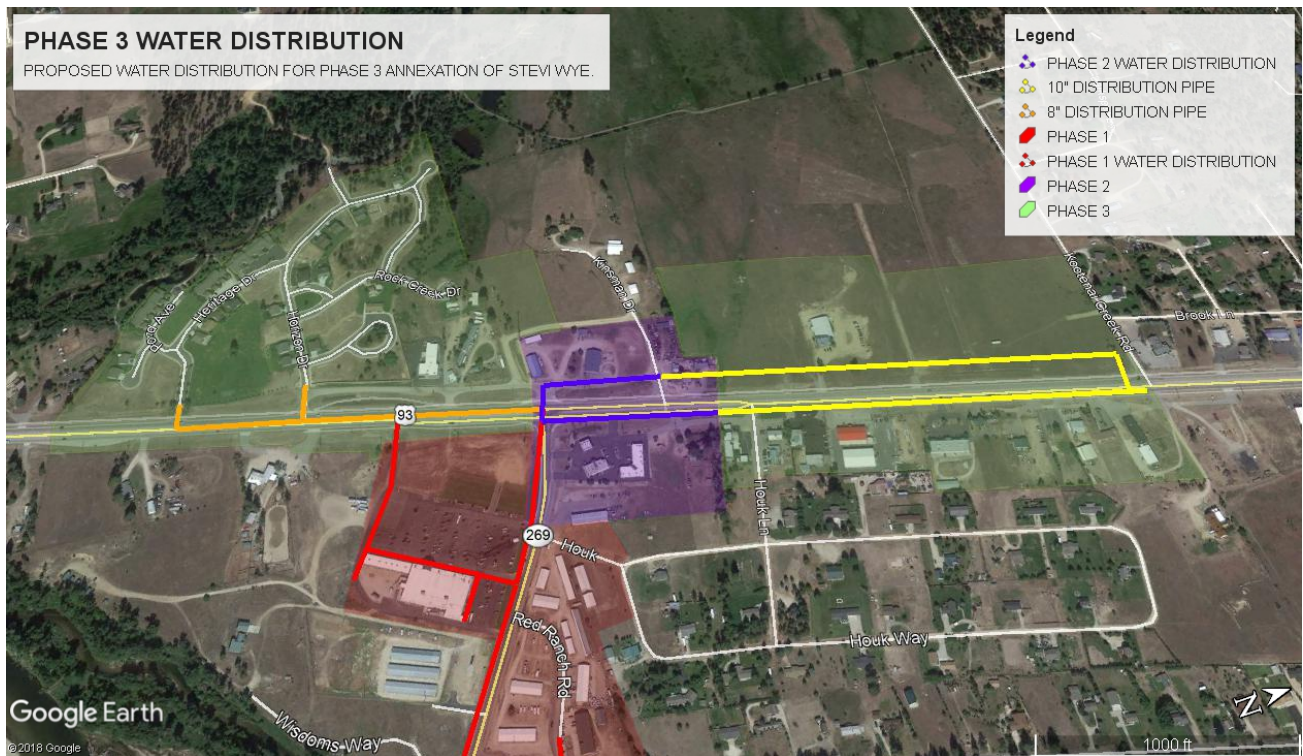 PHASE 3 WATER DISTRIBUTION
PROPOSED WATER DISTRIBUTION FOR PHASE 3 ANNEXATION OF STEVI WYE.
Legend
PHASE 2 WATER DISTRIBUTION
10" DISTRIBUTION PIPE
8" DISTRIBUTION PIPE
PHASE 1
PHASE 1 WATER DISTRIBUTION
PHASE 2
PHASE 3
Kootenai Creek Rd
Kinsman Dr
Rock Creek Dr
Heritage Dr
Horizon Dr
Brook Ln
93
Houk Ln
269
Houk
Red Ranch Rd
Houk Way
Wisdoms Way
Google Earth
©2018 Google
N
1000 ft